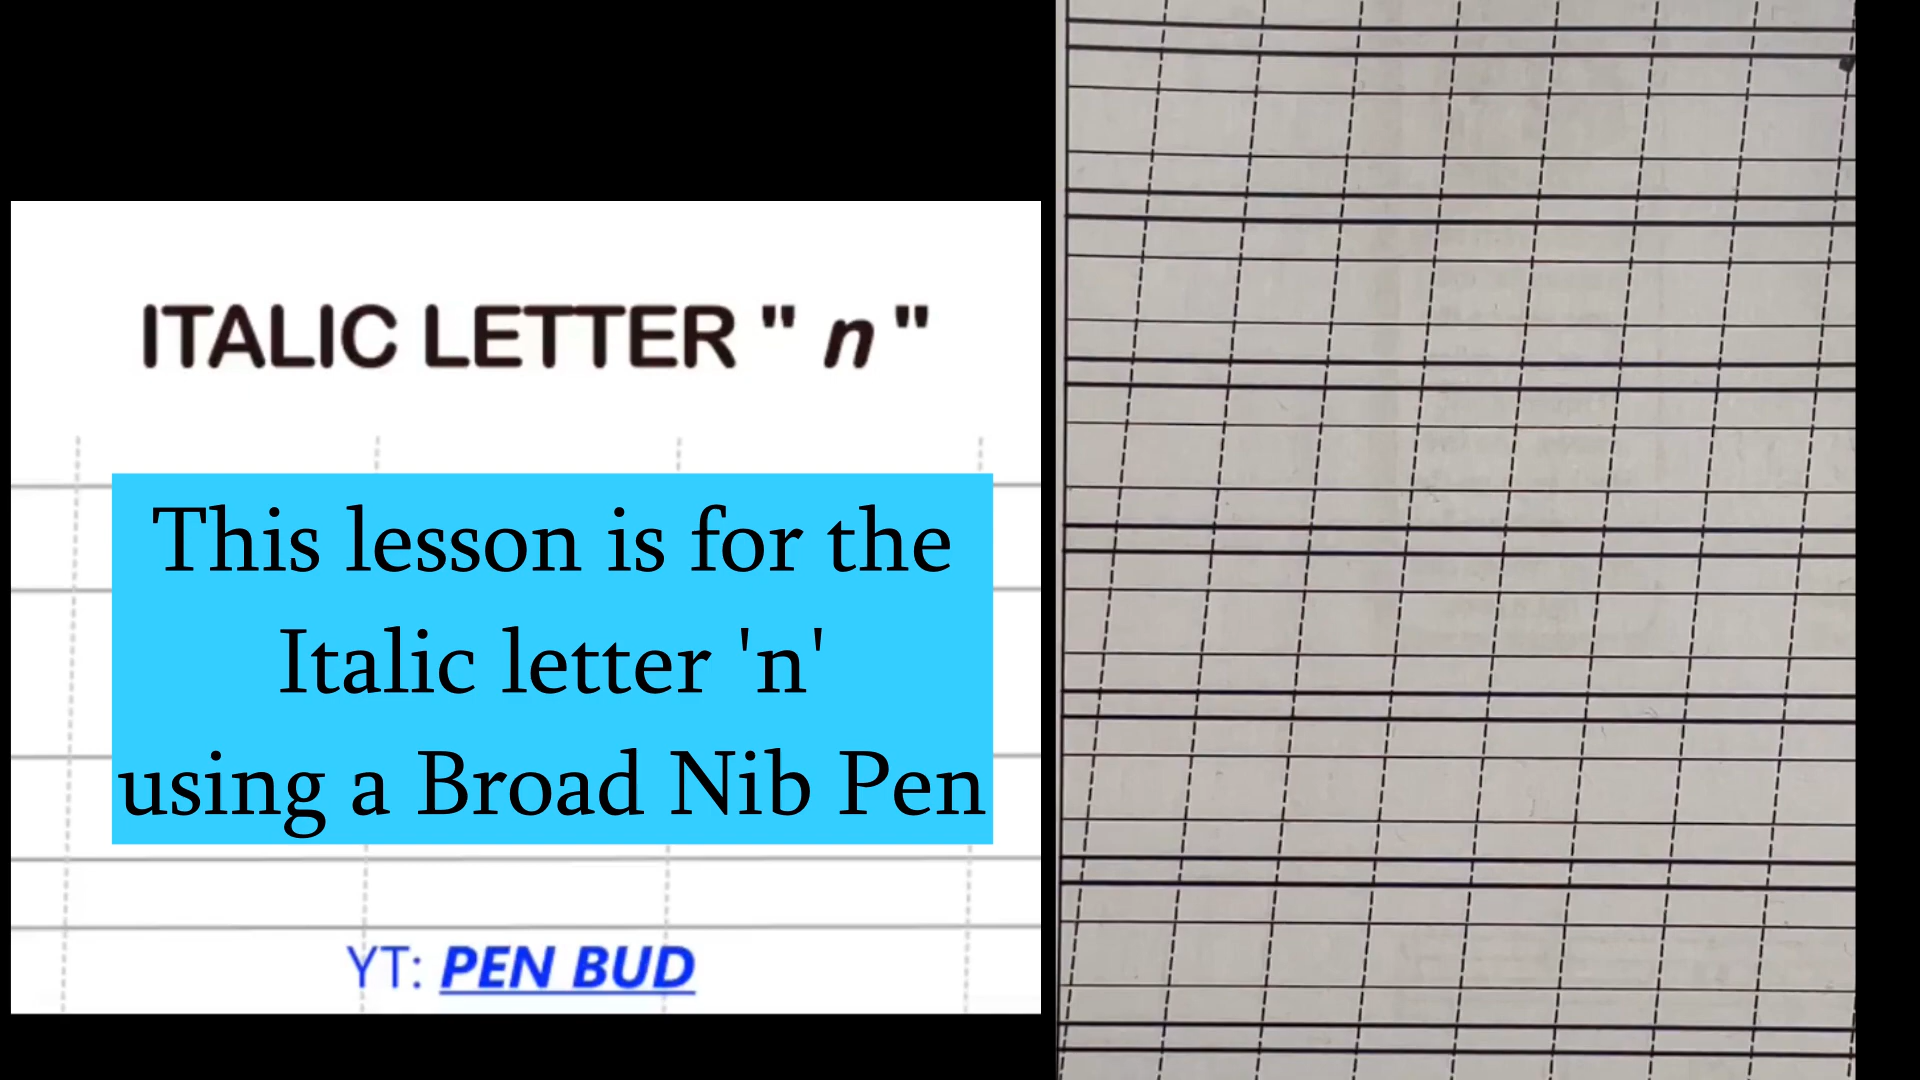 ITALIC LETTER " n "
This lesson is for the
Italic letter 'n'
using a Broad Nib Pen
YT: PEN BUD